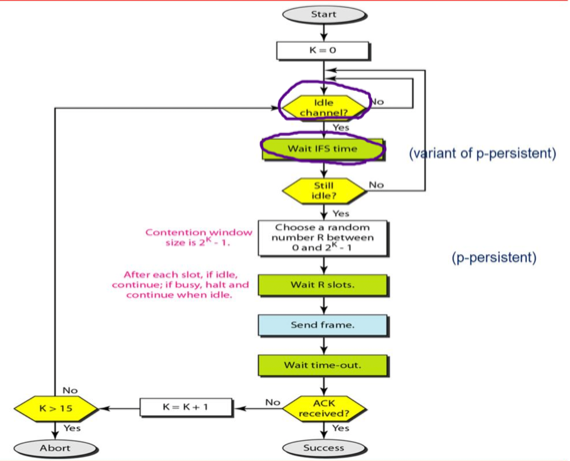 Start
K = 0
Idle
channel?
No
Yes
Wait IFS time
(variant of p-persistent)
Still
idle?
No
Yes
Contention window
size is 2ᴷ - 1.
Choose a random
number R between
0 and 2ᴷ - 1
(p-persistent)
After each slot, if idle,
continue; if busy, halt and
continue when idle.
Wait R slots.
Send frame.
Wait time-out.
No
K > 15
K = K + 1
No
ACK
received?
Yes
Yes
Abort
Success